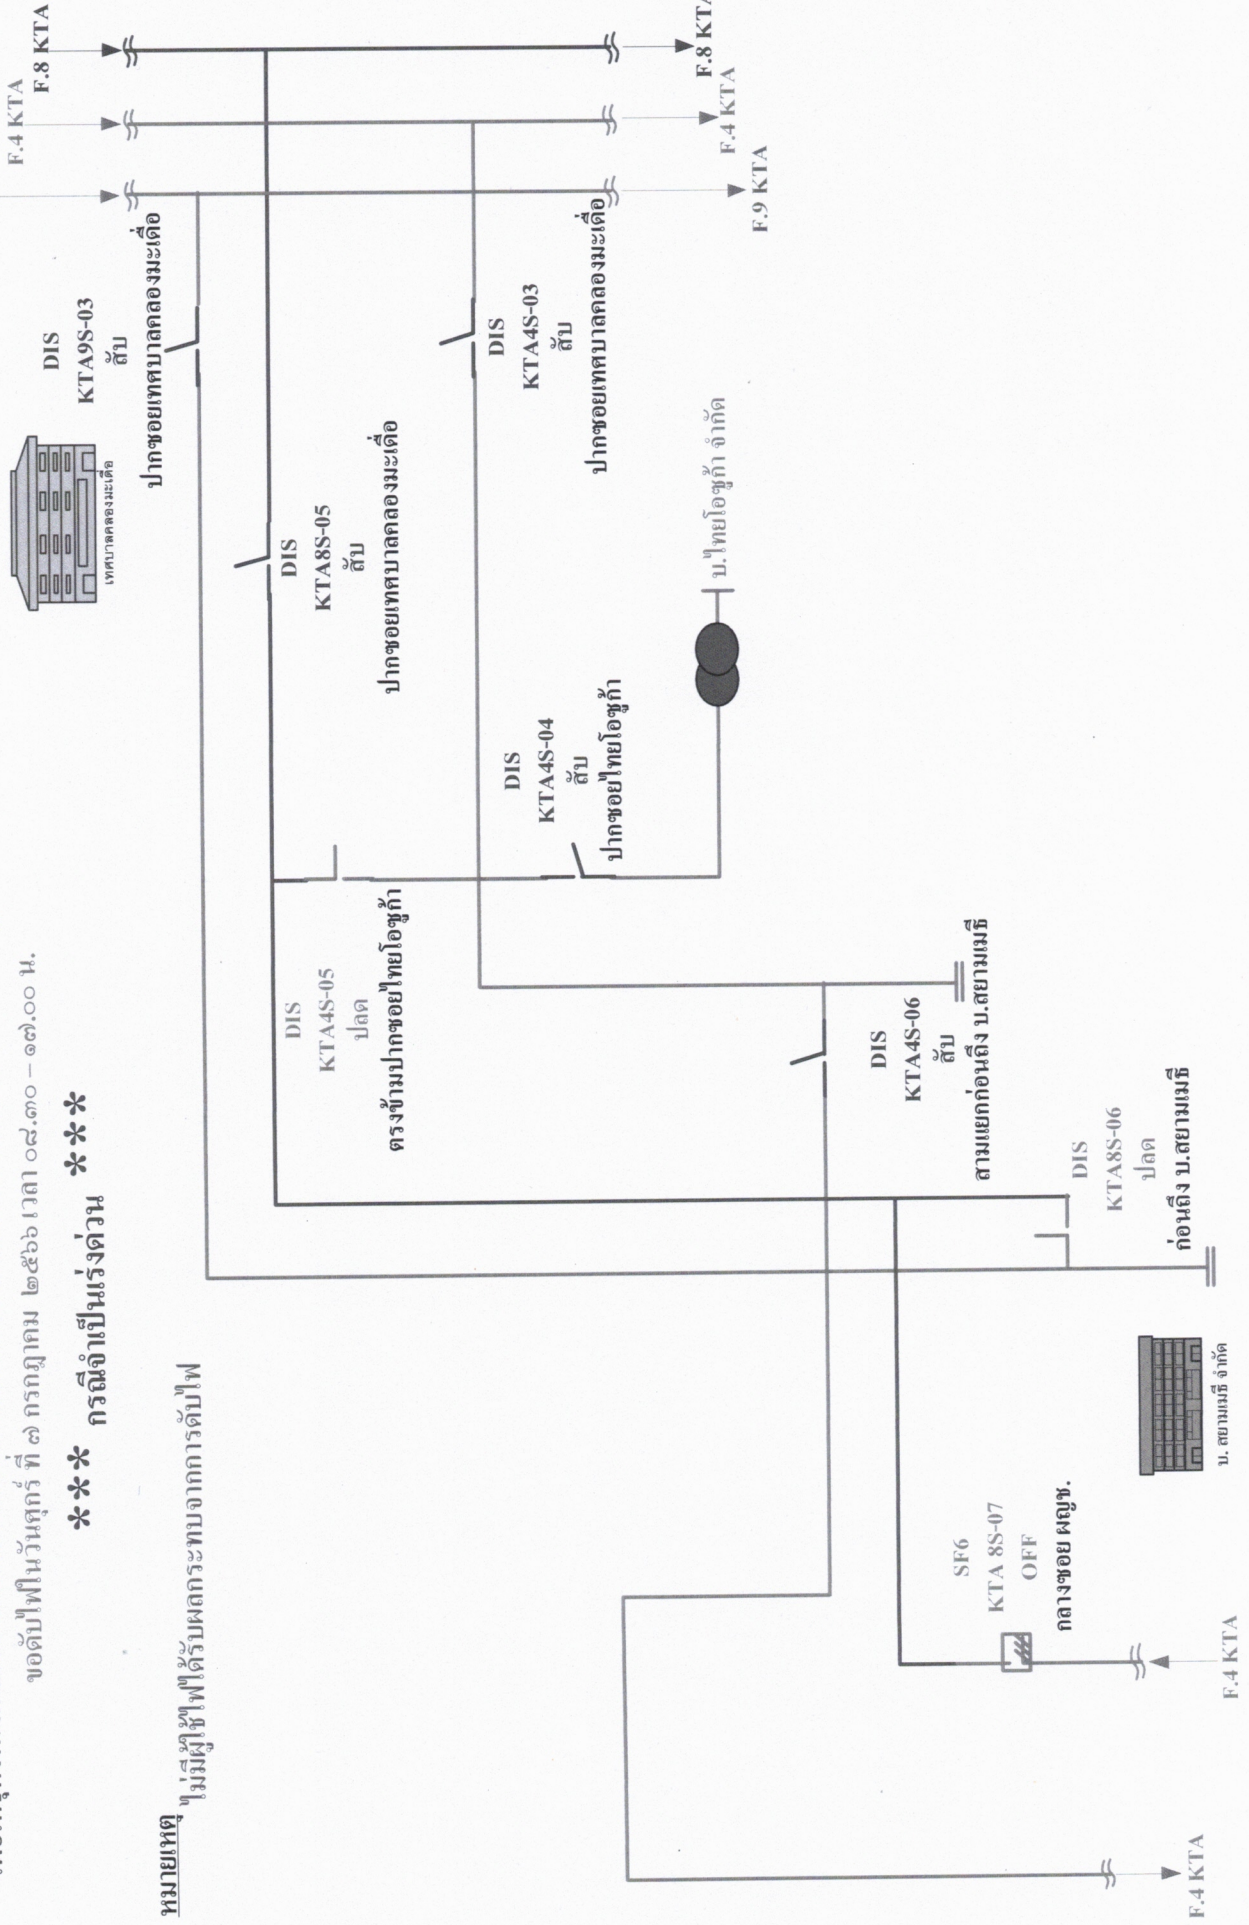 ขอดับไฟในวันศุกร์ ที่ ๗ กรกฎาคม ๒๕๖๖ เวลา ๐๘.๓๐ – ๑๗.๐๐ น.
*** กรณีจำเป็นเร่งด่วน ***
หมายเหตุ
ไม่มีผู้ใช้ไฟได้รับผลกระทบจากการดับไฟ
F.4 KTA
F.8 KTA
เทศบาลคลองมะเดื่อ
DIS
KTA9S-03
สับ
ปากซอยเทศบาลคลองมะเดื่อ
DIS
KTA8S-05
สับ
ปากซอยเทศบาลคลองมะเดื่อ
DIS
KTA4S-03
สับ
ปากซอยเทศบาลคลองมะเดื่อ
DIS
KTA4S-05
ปลด
ตรงข้ามปากซอยไทยโอซูก้า
DIS
KTA4S-04
สับ
ปากซอยไทยโอซูก้า
บ.ไทยโอซูก้า จำกัด
F.8 KTA
F.4 KTA
F.9 KTA
DIS
KTA4S-06
สับ
สามแยกก่อนถึง บ.สยามเมธี
DIS
KTA8S-06
ปลด
ก่อนถึง บ.สยามเมธี
SF6
KTA 8S-07
OFF
กลางซอย ผญช.
บ. สยามเมธี จำกัด
F.4 KTA
F.4 KTA